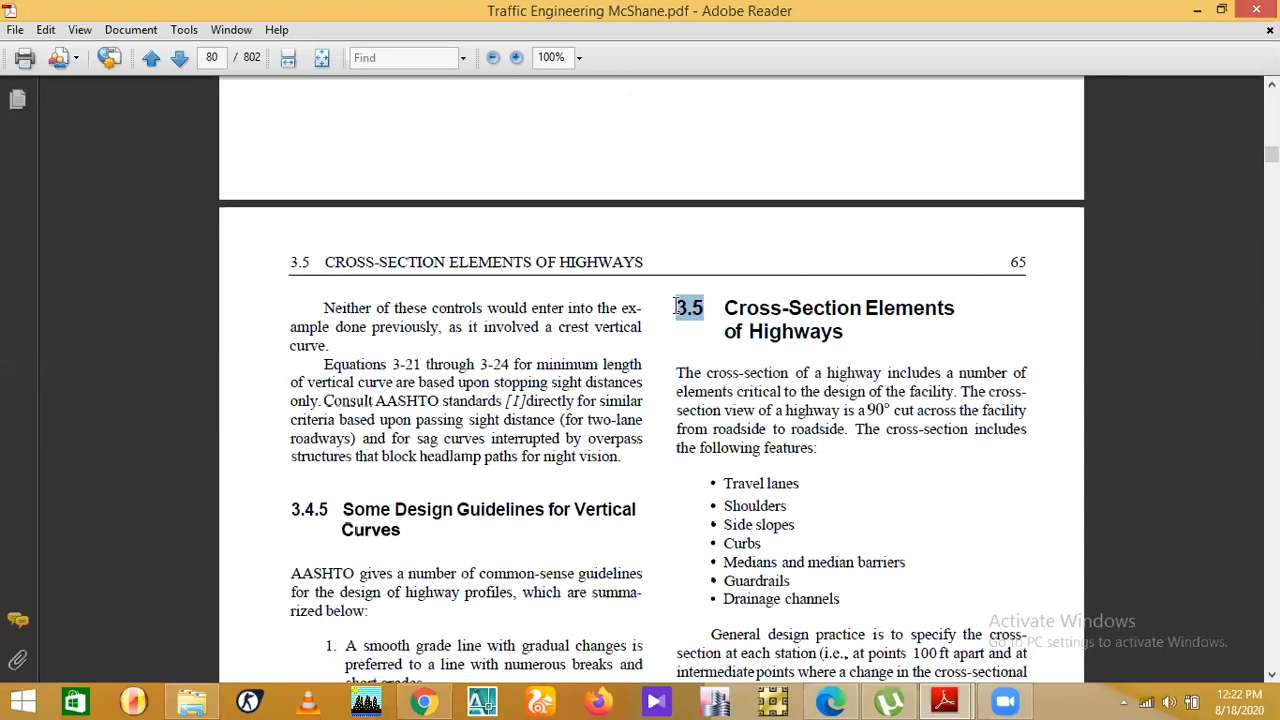 Traffic Engineering McShane.pdf - Adobe Reader
File Edit View Document Tools Window Help
80 / 802 Find 100%
3.5 CROSS-SECTION ELEMENTS OF HIGHWAYS 65
Neither of these controls would enter into the ex-
ample done previously, as it involved a crest vertical
curve.
Equations 3-21 through 3-24 for minimum length
of vertical curve are based upon stopping sight distances
only. Consult AASHTO standards [1]directly for similar
criteria based upon passing sight distance (for two-lane
roadways) and for sag curves interrupted by overpass
structures that block headlamp paths for night vision.
3.4.5 Some Design Guidelines for Vertical
Curves
AASHTO gives a number of common-sense guidelines
for the design of highway profiles, which are summa-
rized below:
1. A smooth grade line with gradual changes is
preferred to a line with numerous breaks and
short grades.
3.5 Cross-Section Elements
of Highways
The cross-section of a highway includes a number of
elements critical to the design of the facility. The cross-
section view of a highway is a 90° cut across the facility
from roadside to roadside. The cross-section includes
the following features:
• Travel lanes
• Shoulders
• Side slopes
• Curbs
• Medians and median barriers
• Guardrails
• Drainage channels
General design practice is to specify the cross-
section at each station (i.e., at points 100 ft apart and at
intermediate points where a change in the cross-sectional
Activate Windows
Go to PC settings to activate Windows.
12:22 PM
8/18/2020